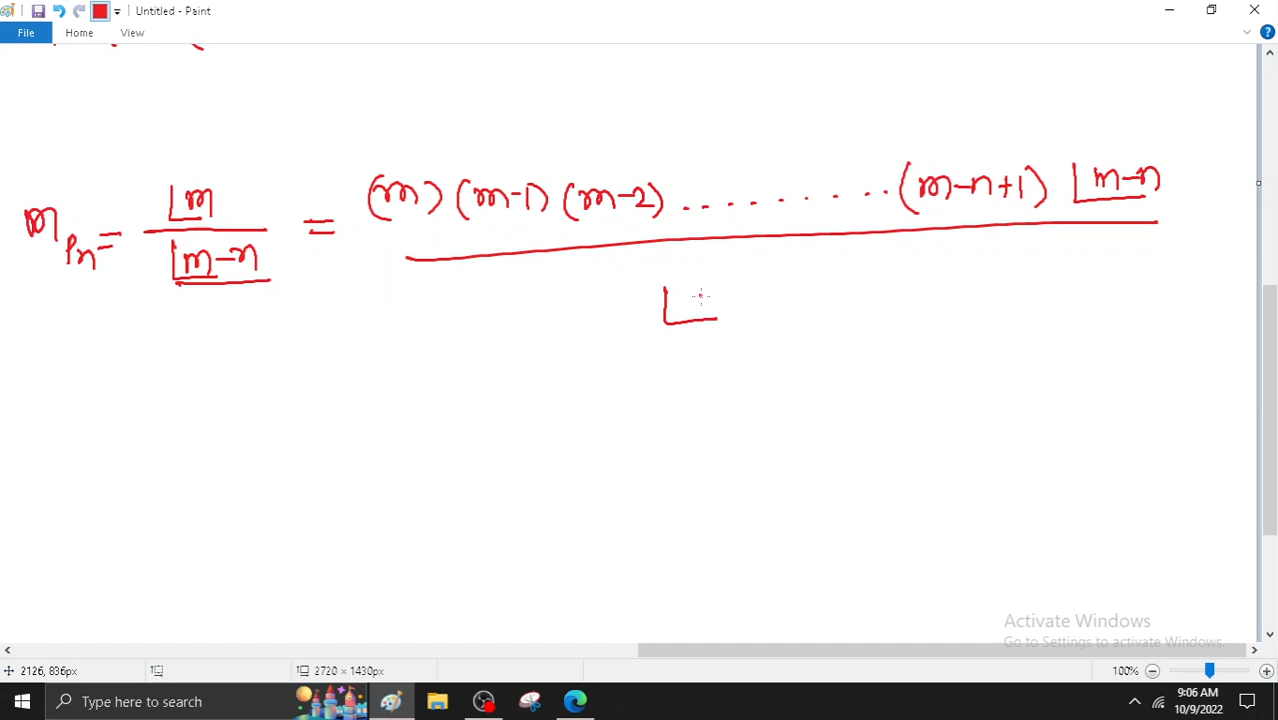 Untitled - Paint
File Home View
m Pn = ⌊m / ⌊m-n = (m) (m-1) (m-2) ........ (m-n+1) ⌊m-n / ⌊
Activate Windows
Go to Settings to activate Windows.
2126, 836px 2720 × 1430px 100%
Type here to search
9:06 AM
10/9/2022